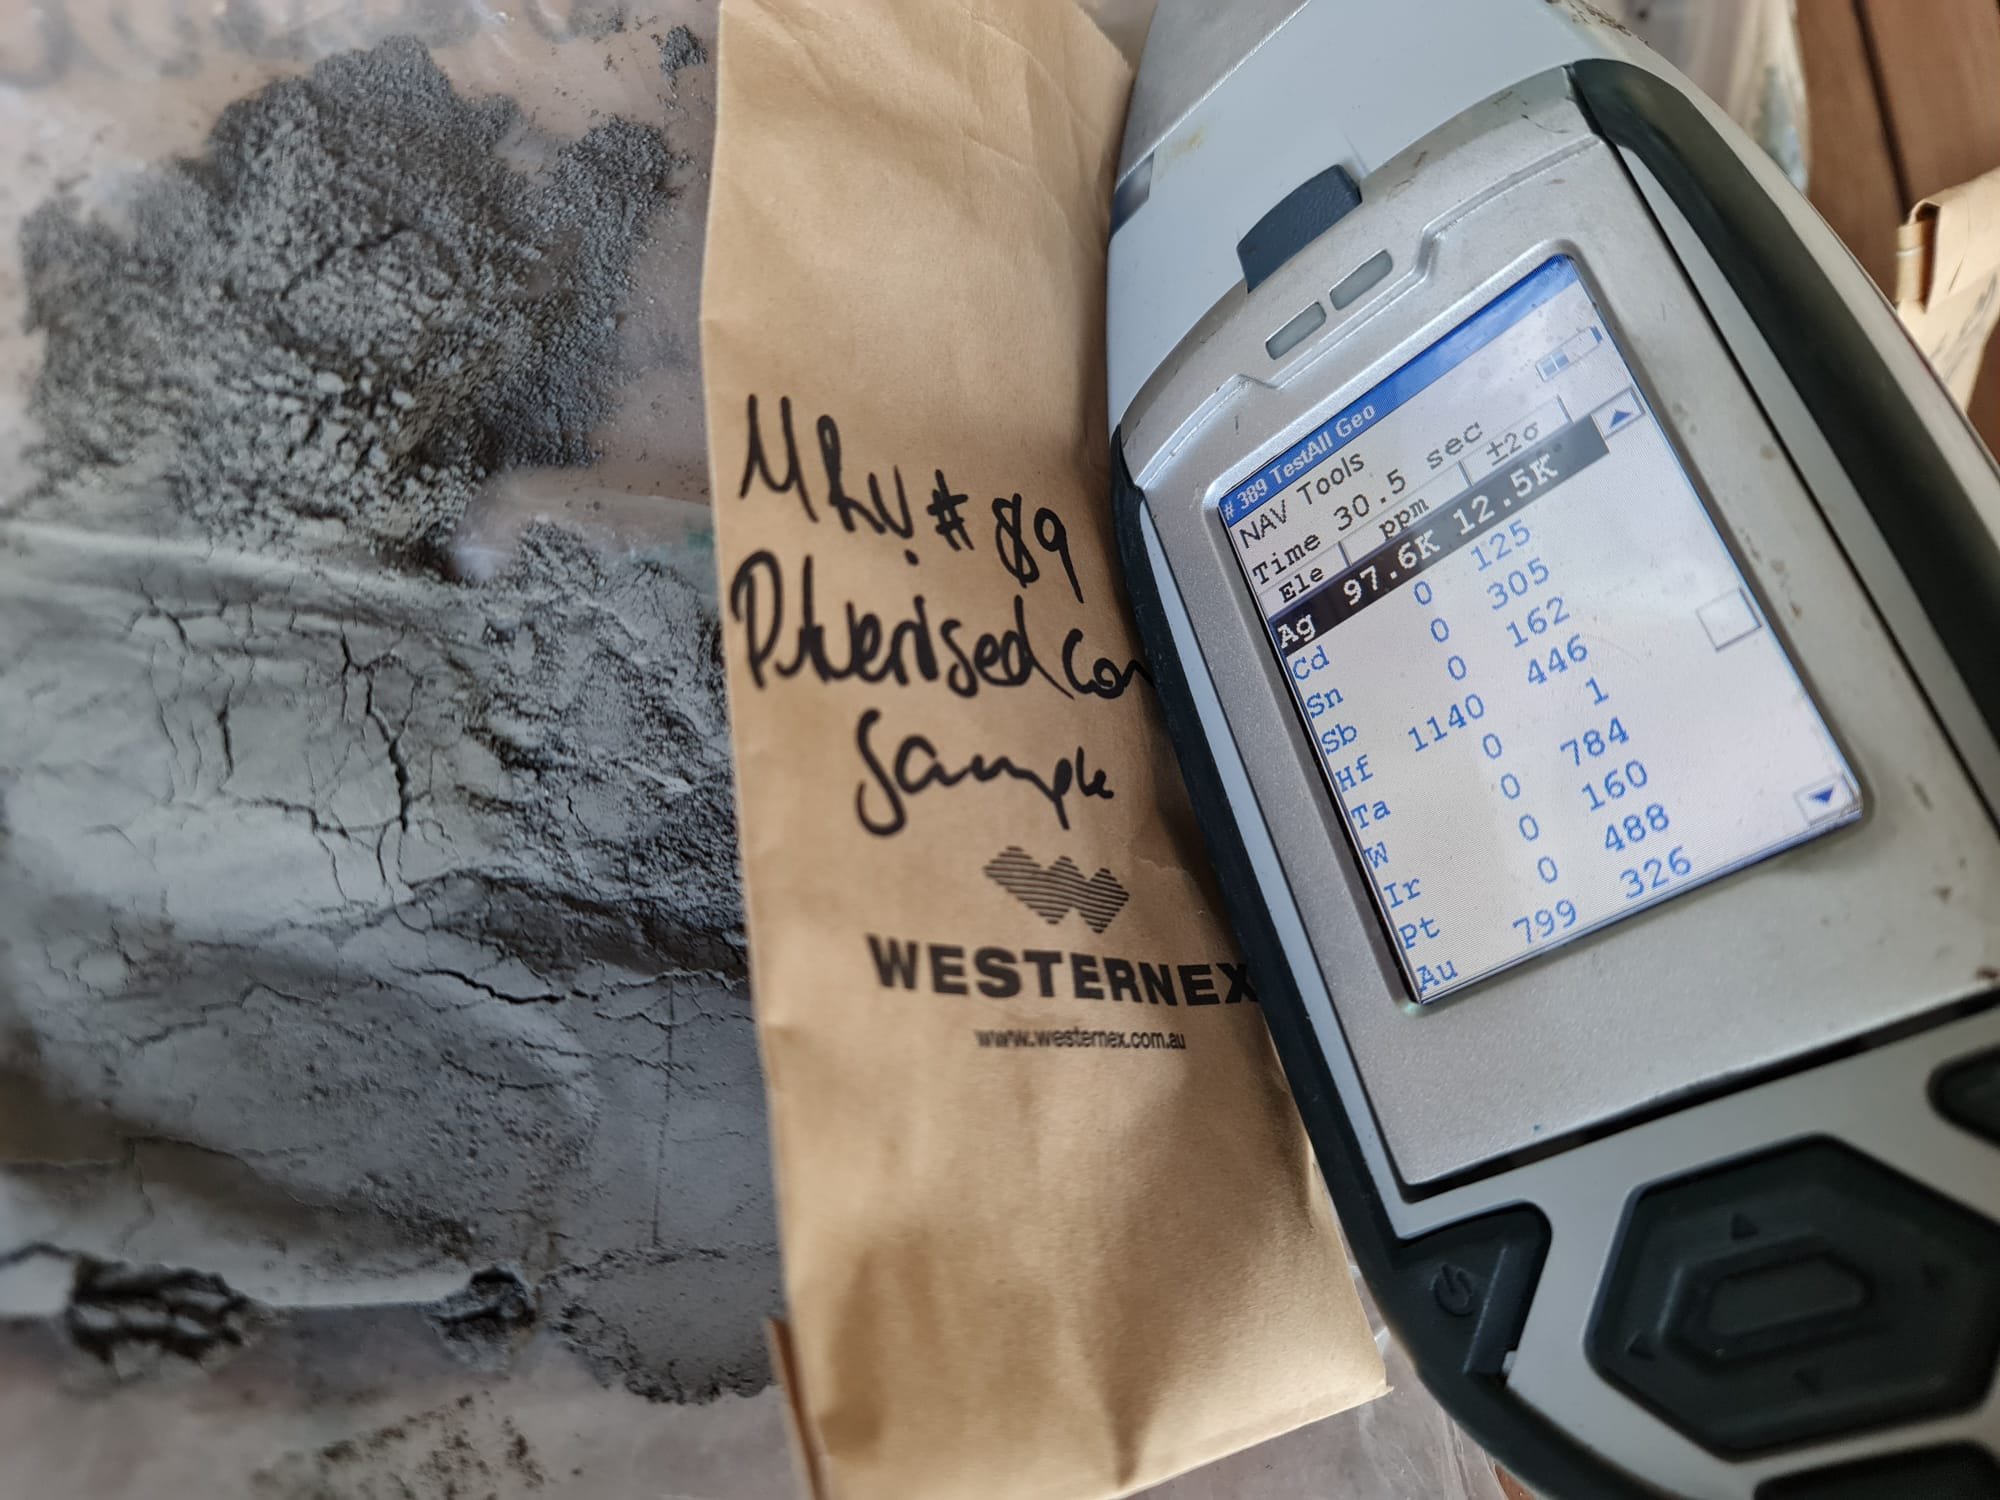 MRV # 89
Pulverised Cor
Sample
WESTERNEX
www.westernex.com.au
# 389 TestAll Geo
NAV Tools
Time 30.5 sec
Ele ppm ±2σ
Ag 97.6K 12.5K
Cd 0 125
Sn 0 305
Sb 0 162
Hf 1140 446
Ta 0 1
W 0 784
Ir 0 160
Pt 0 488
Au 799 326